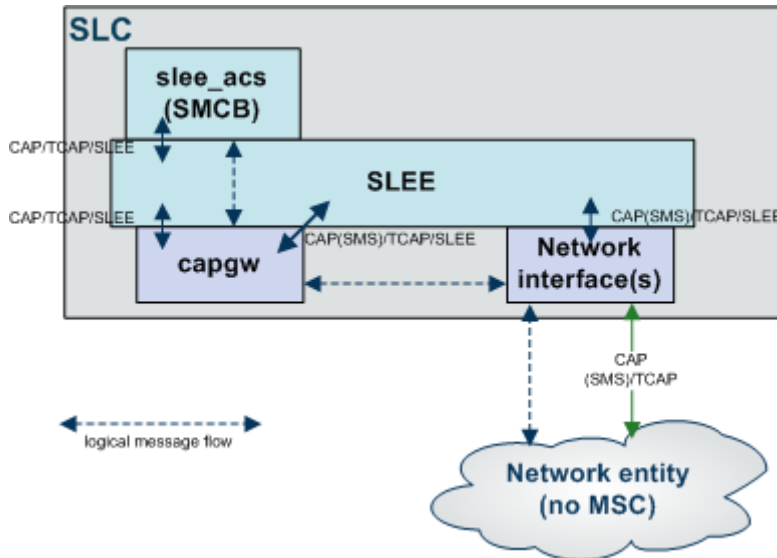 SLC
slee_acs
(SMCB)
CAP/TCAP/SLEE
SLEE
CAP/TCAP/SLEE
CAP(SMS)/TCAP/SLEE
CAP(SMS)/TCAP/SLEE
capgw
Network
interface(s)
CAP
(SMS)/TCAP
logical message flow
Network entity
(no MSC)